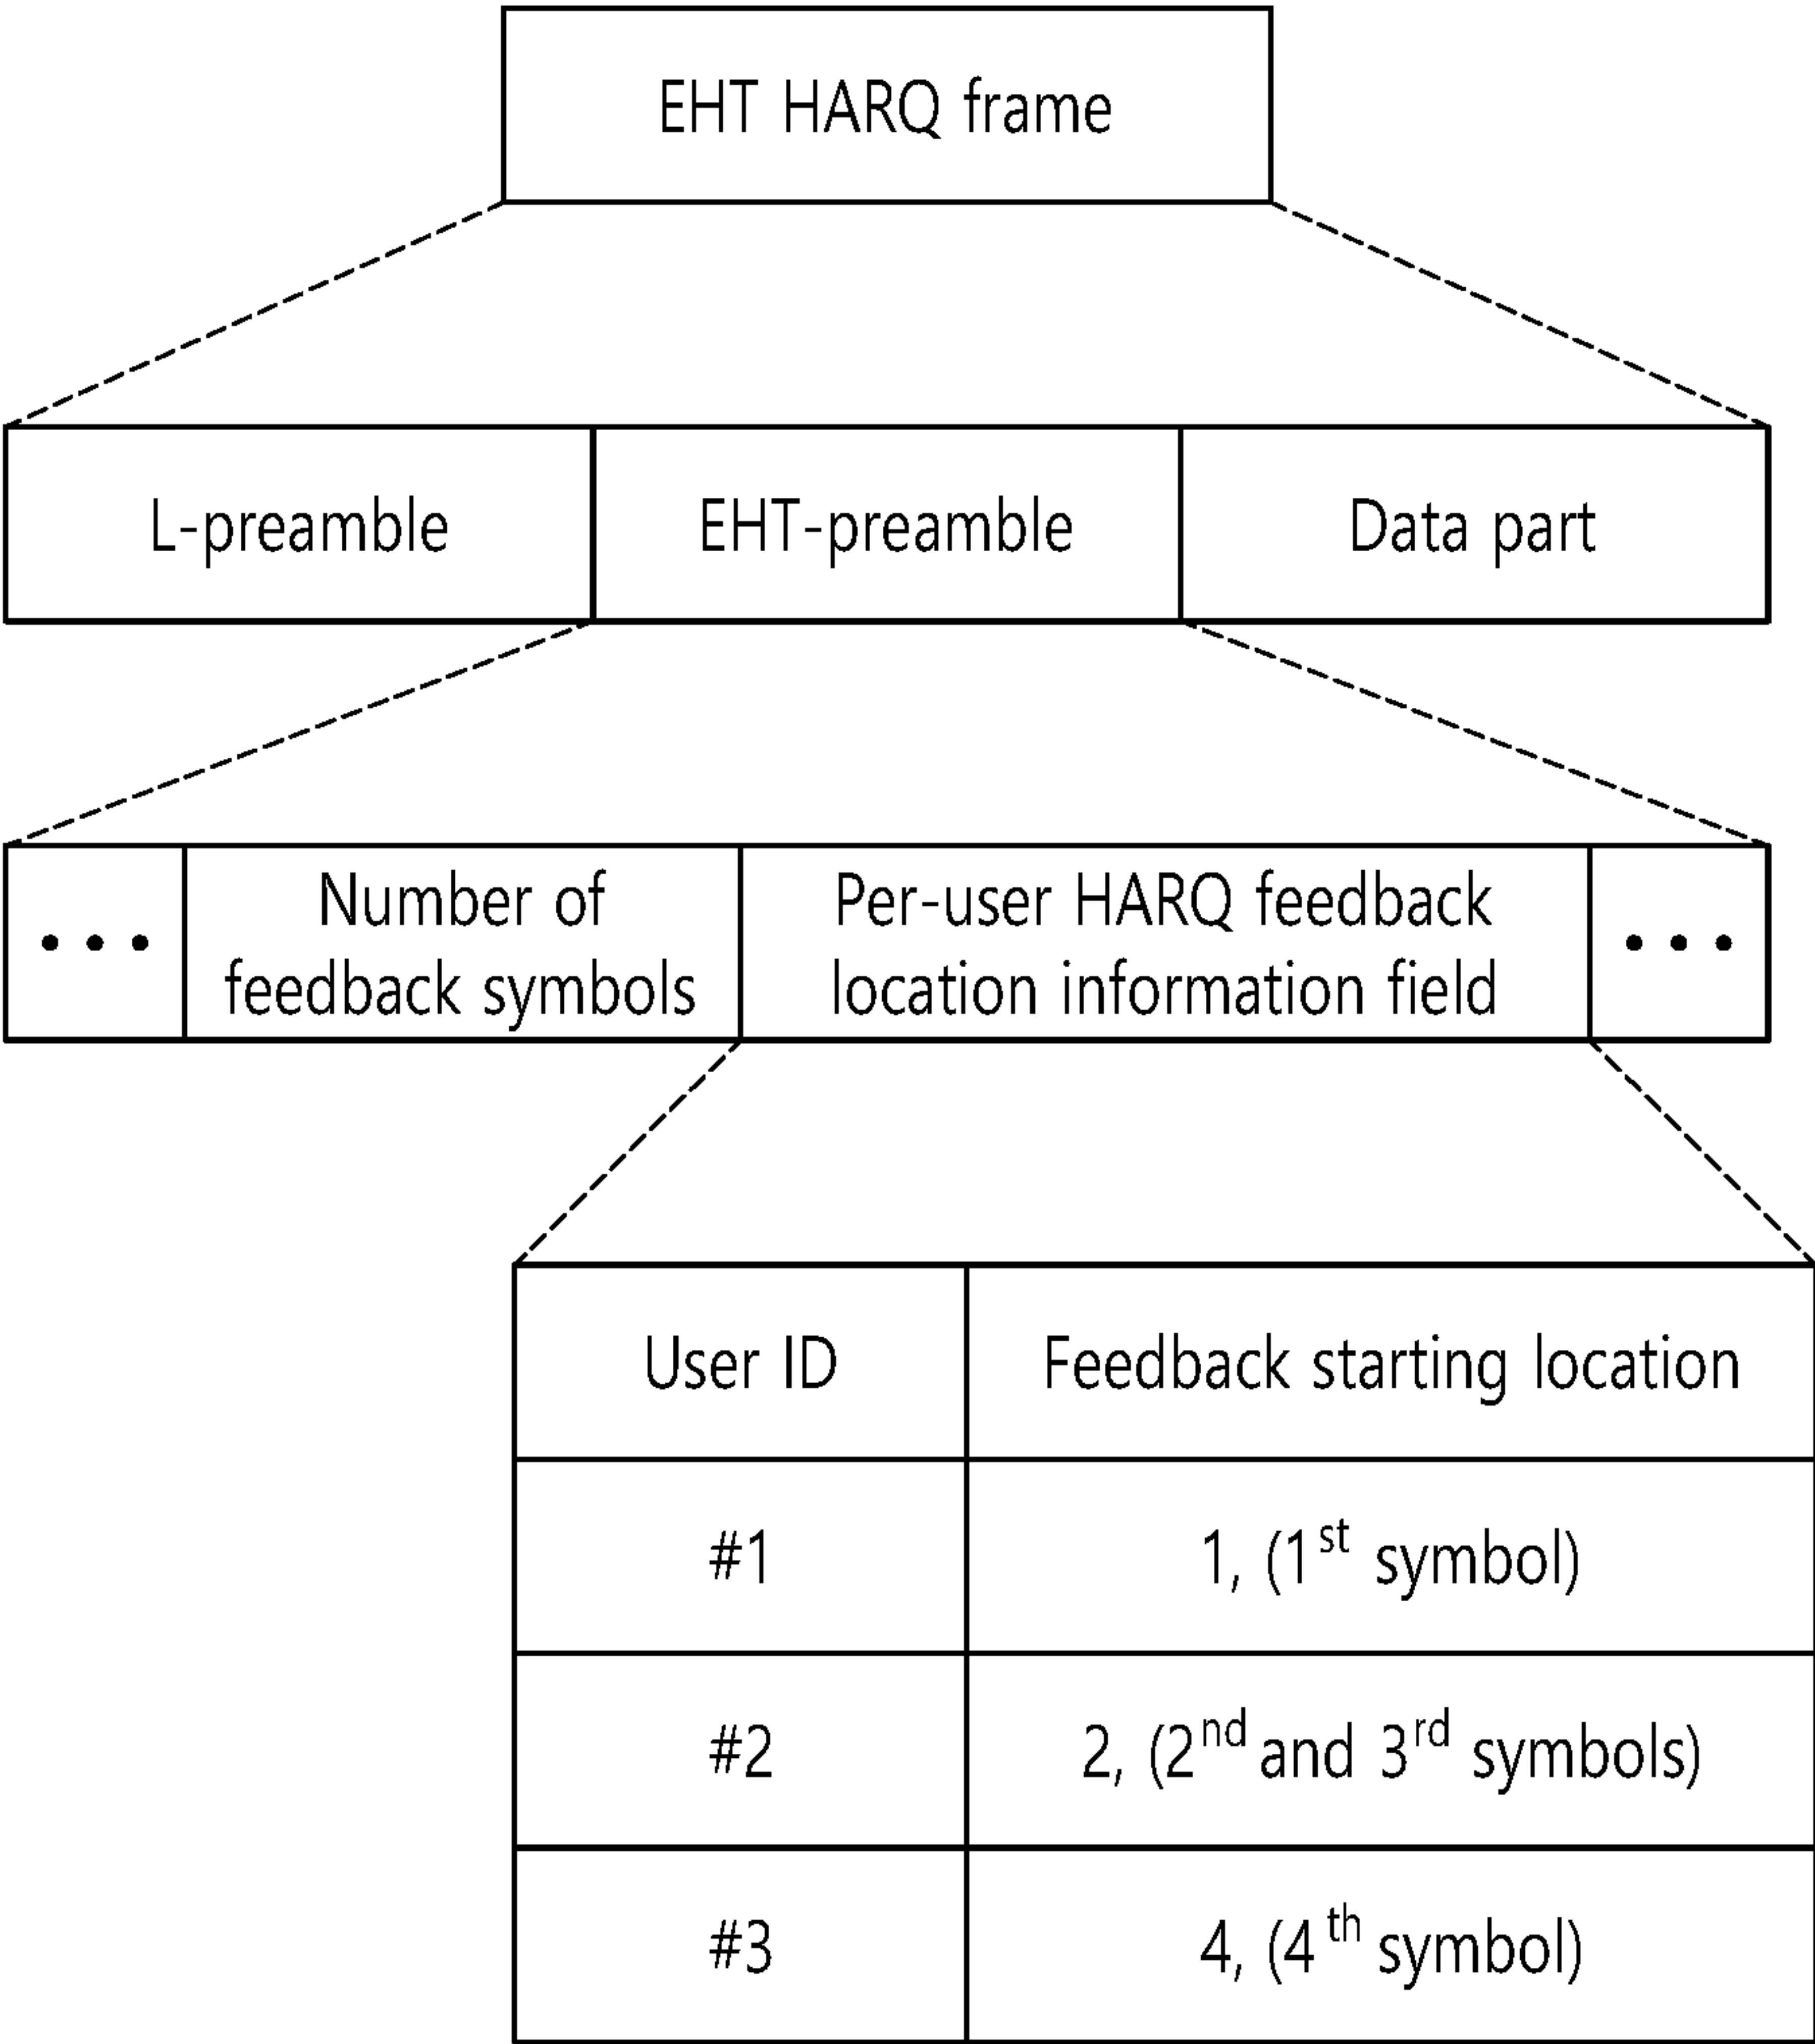 EHT HARQ frame
L-preamble
EHT-preamble
Data part
• • •
Number of
feedback symbols
Per-user HARQ feedback
location information field
• • •
User ID
Feedback starting location
#1
1, (1st symbol)
#2
2, (2nd and 3rd symbols)
#3
4, (4th symbol)